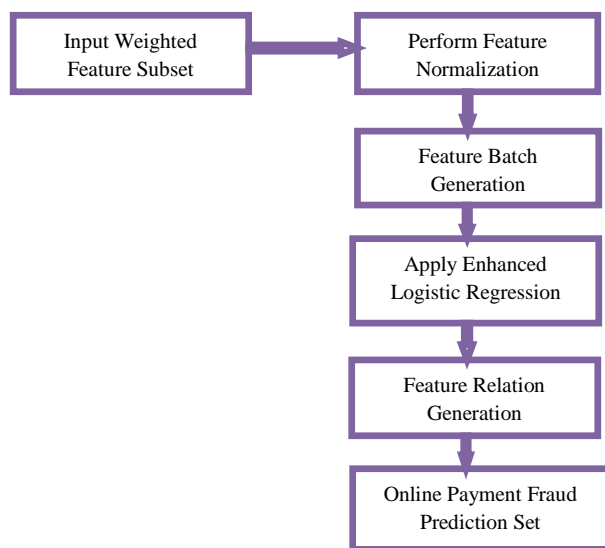 Input Weighted
Feature Subset
Perform Feature
Normalization
Feature Batch
Generation
Apply Enhanced
Logistic Regression
Feature Relation
Generation
Online Payment Fraud
Prediction Set